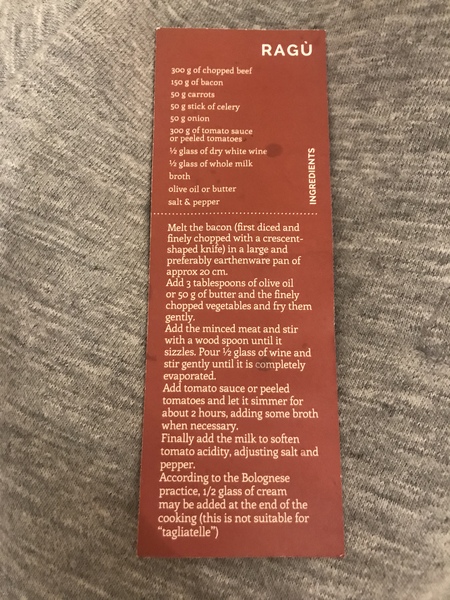 RAGÙ
300 g of chopped beef
150 g of bacon
50 g carrots
50 g stick of celery
50 g onion
300 g of tomato sauce
or peeled tomatoes
½ glass of dry white wine
½ glass of whole milk
broth
olive oil or butter
salt & pepper
INGREDIENTS
Melt the bacon (first diced and
finely chopped with a crescent-
shaped knife) in a large and
preferably earthenware pan of
approx 20 cm.
Add 3 tablespoons of olive oil
or 50 g of butter and the finely
chopped vegetables and fry them
gently.
Add the minced meat and stir
with a wood spoon until it
sizzles. Pour ½ glass of wine and
stir gently until it is completely
evaporated.
Add tomato sauce or peeled
tomatoes and let it simmer for
about 2 hours, adding some broth
when necessary.
Finally add the milk to soften
tomato acidity, adjusting salt and
pepper.
According to the Bolognese
practice, 1/2 glass of cream
may be added at the end of the
cooking (this is not suitable for
“tagliatelle”)